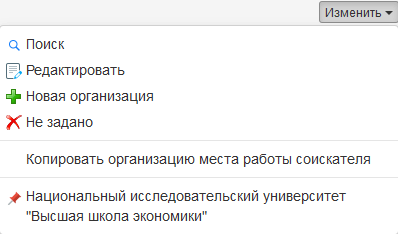 Изменить
Поиск
Редактировать
Новая организация
Не задано
Копировать организацию места работы соискателя
Национальный исследовательский университет
"Высшая школа экономики"